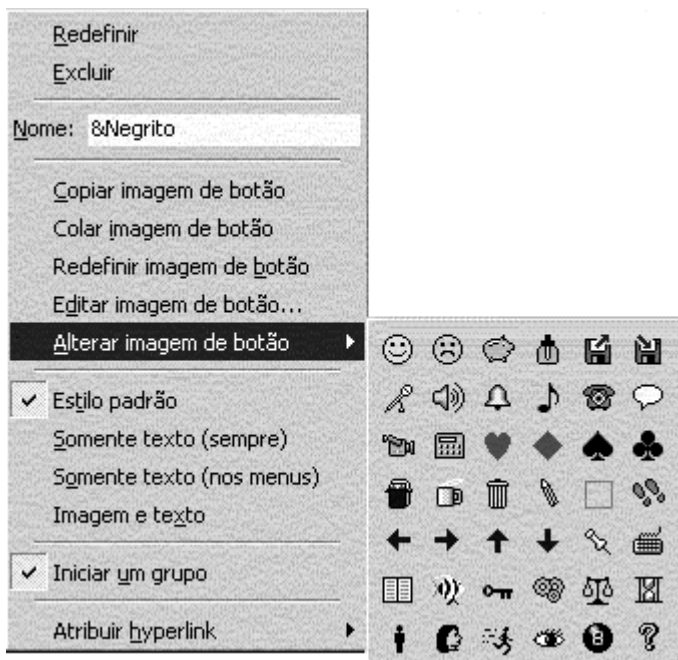 Redefinir
Excluir
Nome: &Negrito
Copiar imagem de botão
Colar imagem de botão
Redefinir imagem de botão
Editar imagem de botão...
Alterar imagem de botão
Estilo padrão
Somente texto (sempre)
Somente texto (nos menus)
Imagem e texto
Iniciar um grupo
Atribuir hyperlink
8 ?